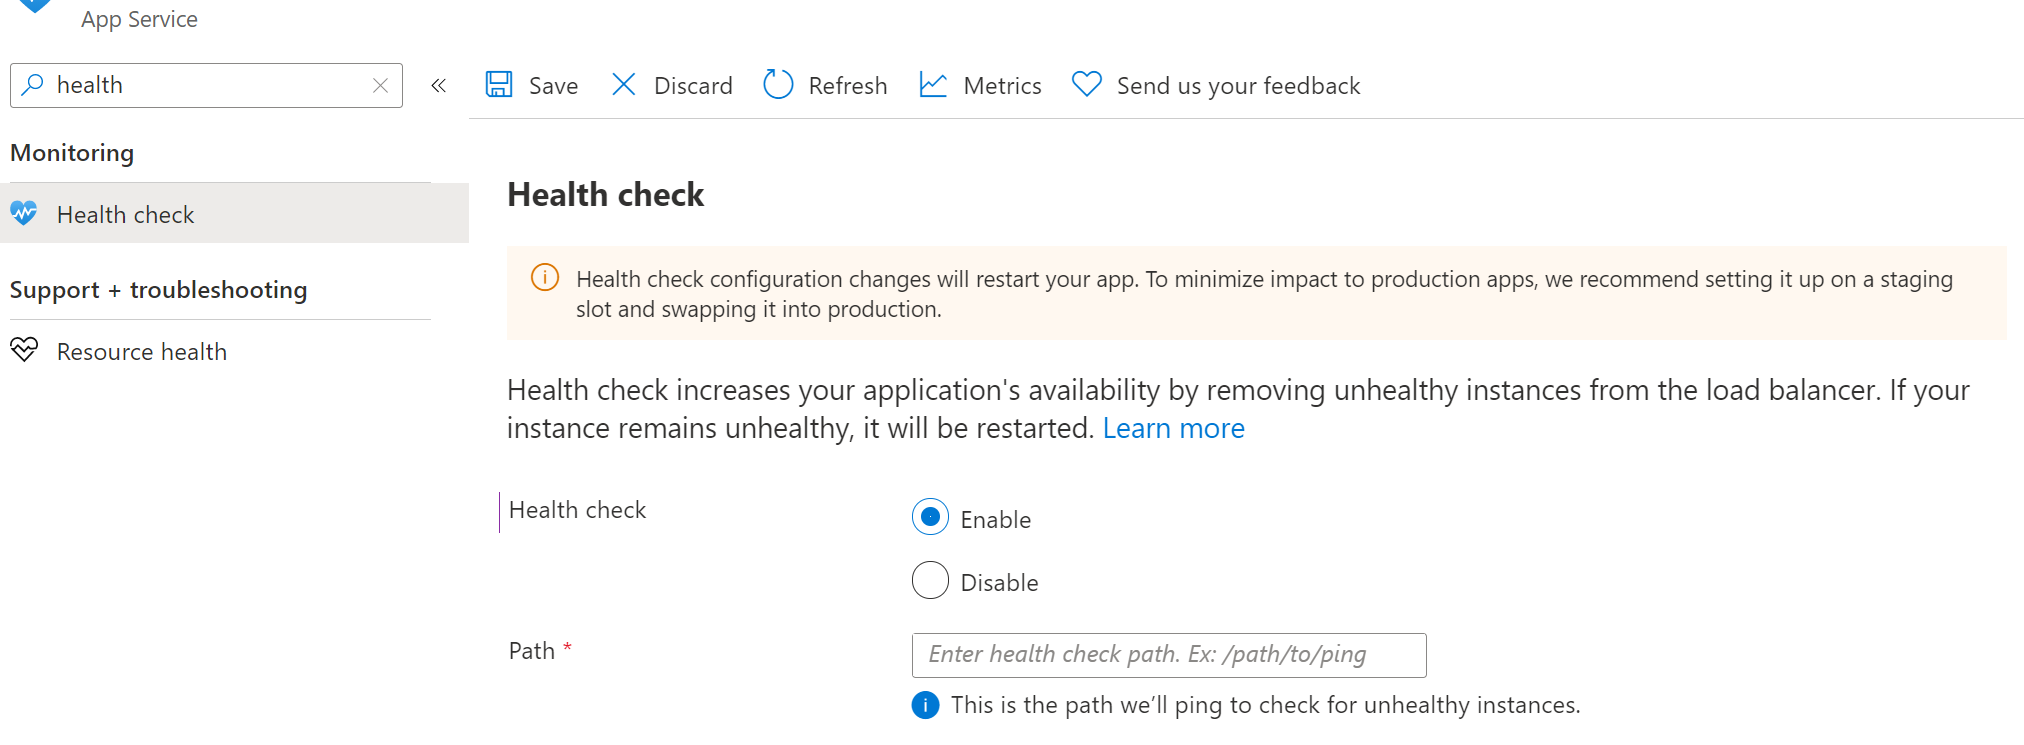 App Service
health
Save
Discard
Refresh
Metrics
Send us your feedback
Monitoring
Health check
Support + troubleshooting
Resource health
Health check
Health check configuration changes will restart your app. To minimize impact to production apps, we recommend setting it up on a staging
slot and swapping it into production.
Health check increases your application's availability by removing unhealthy instances from the load balancer. If your
instance remains unhealthy, it will be restarted. Learn more
Health check
Enable
Disable
Path *
Enter health check path. Ex: /path/to/ping
This is the path we’ll ping to check for unhealthy instances.